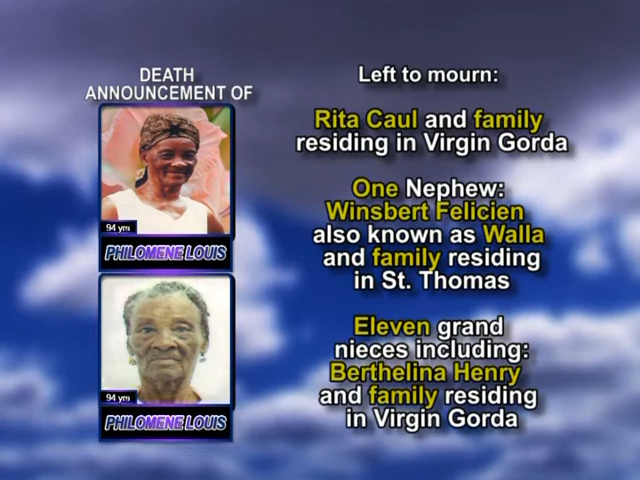 DEATH
ANNOUNCEMENT OF
94 yrs
PHILOMENE LOUIS
94 yrs
PHILOMENE LOUIS
Left to mourn:
Rita Caul and family
residing in Virgin Gorda
One Nephew:
Winsbert Felicien
also known as Walla
and family residing
in St. Thomas
Eleven grand
nieces including:
Berthelina Henry
and family residing
in Virgin Gorda